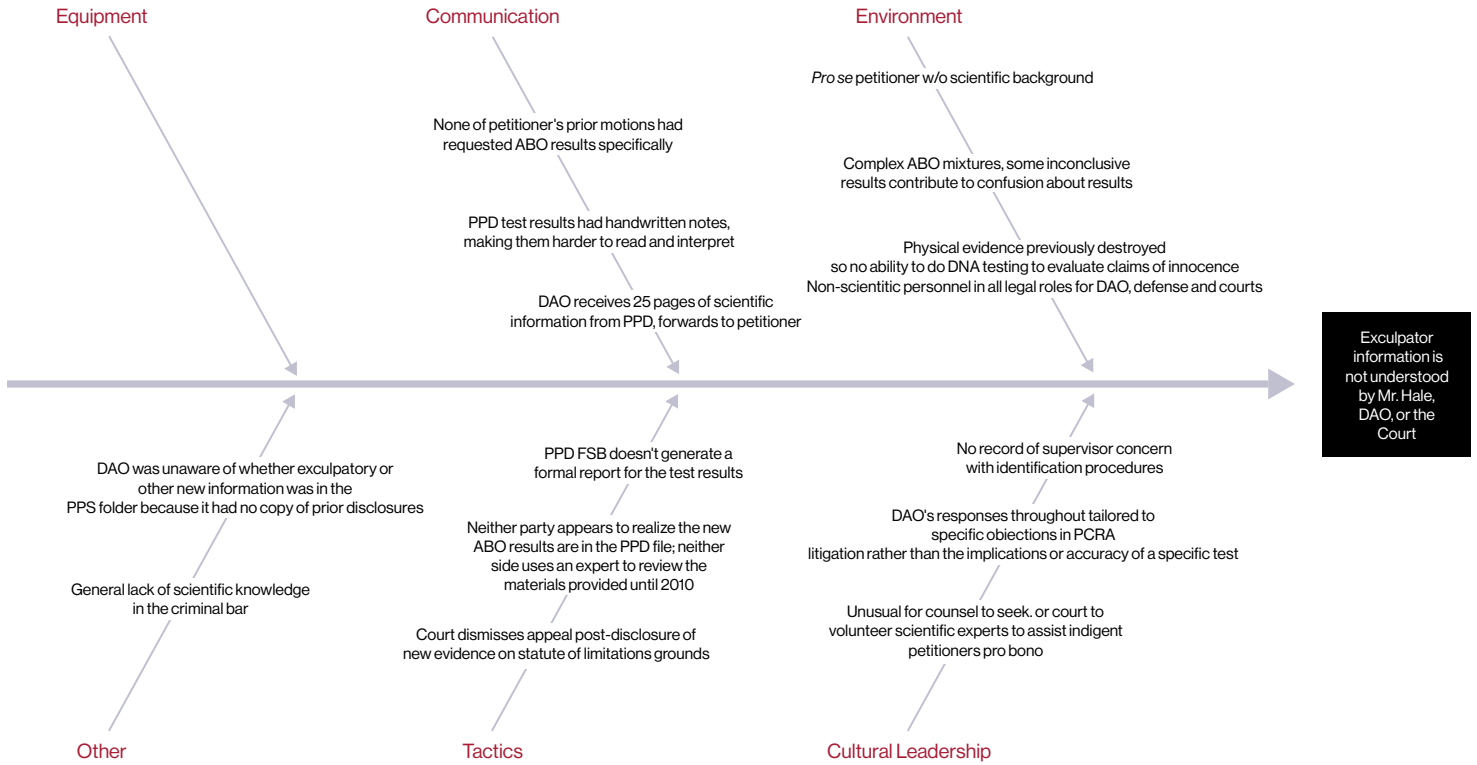 Equipment
Communication
Environment
Pro se petitioner w/o scientific background
None of petitioner's prior motions had
requested ABO results specifically
Complex ABO mixtures, some inconclusive
results contribute to confusion about results
PPD test results had handwritten notes,
making them harder to read and interpret
Physical evidence previously destroyed
so no ability to do DNA testing to evaluate claims of innocence
Non-scientitic personnel in all legal roles for DAO, defense and courts
DAO receives 25 pages of scientific
information from PPD, forwards to petitioner
Exculpator
information is
not understood
by Mr. Hale,
DAO, or the
Court
DAO was unaware of whether exculpatory or
other new information was in the
PPS folder because it had no copy of prior disclosures
General lack of scientific knowledge
in the criminal bar
PPD FSB doesn't generate a
formal report for the test results
Neither party appears to realize the new
ABO results are in the PPD file; neither
side uses an expert to review the
materials provided until 2010
Court dismisses appeal post-disclosure of
new evidence on statute of limitations grounds
No record of supervisor concern
with identification procedures
DAO's responses throughout tailored to
specific obiections in PCRA
litigation rather than the implications or accuracy of a specific test
Unusual for counsel to seek. or court to
volunteer scientific experts to assist indigent
petitioners pro bono
Other
Tactics
Cultural Leadership